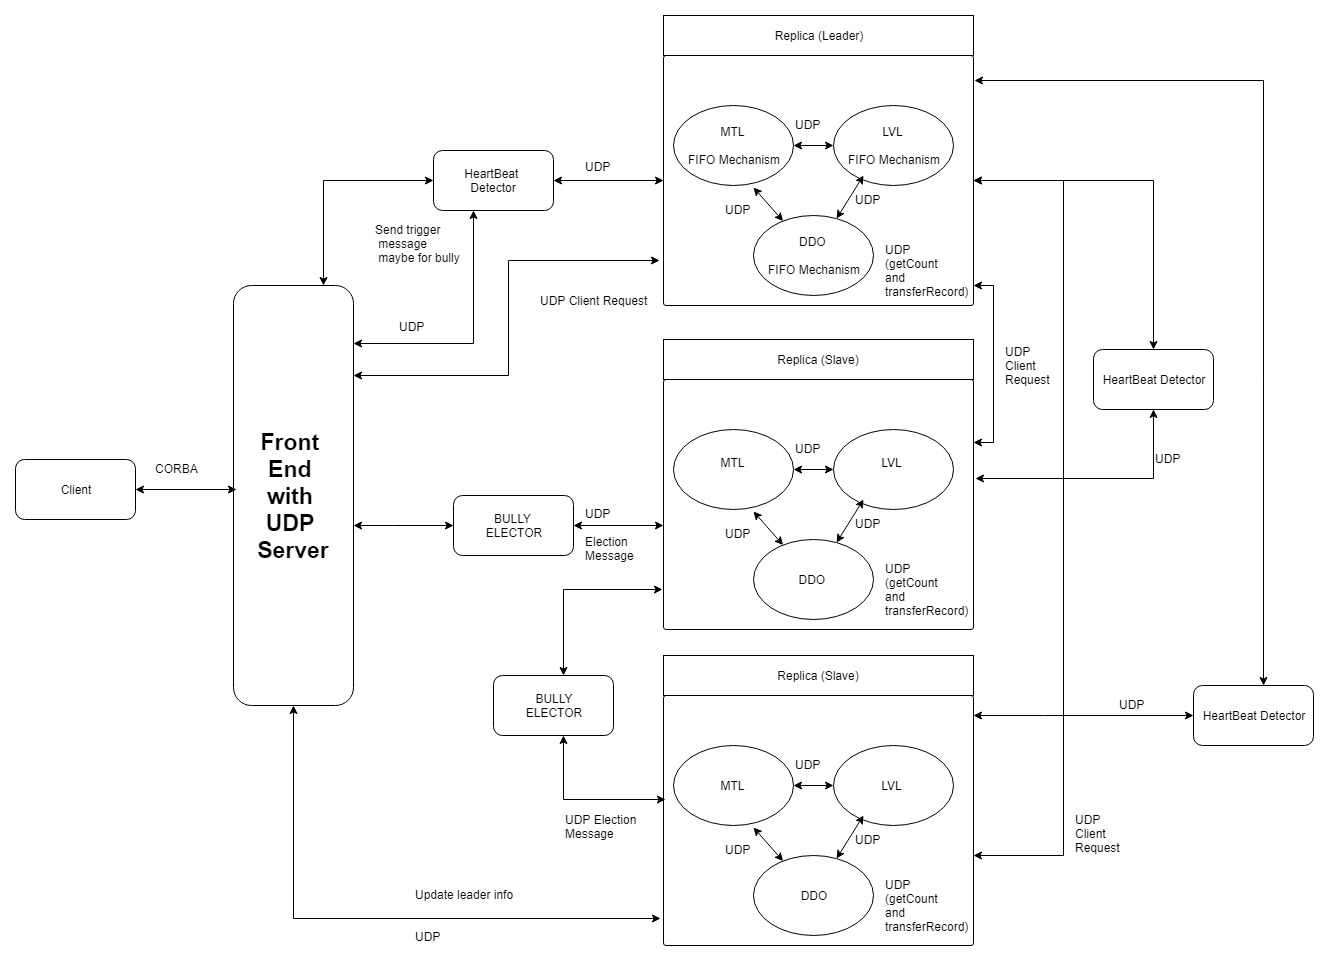 Replica (Leader)
MTL
FIFO Mechanism
UDP
LVL
FIFO Mechanism
UDP
UDP
DDO
FIFO Mechanism
UDP
(getCount
and
transferRecord)
HeartBeat
Detector
UDP
Send trigger
message
maybe for bully
UDP
UDP Client Request
Front
End
with
UDP
Server
Client
CORBA
Replica (Slave)
MTL
UDP
LVL
UDP
UDP
DDO
UDP
(getCount
and
transferRecord)
UDP
Client
Request
HeartBeat Detector
UDP
BULLY
ELECTOR
UDP
Election
Message
BULLY
ELECTOR
UDP Election
Message
Replica (Slave)
MTL
UDP
LVL
UDP
UDP
DDO
UDP
(getCount
and
transferRecord)
UDP
HeartBeat Detector
UDP
Client
Request
Update leader info
UDP